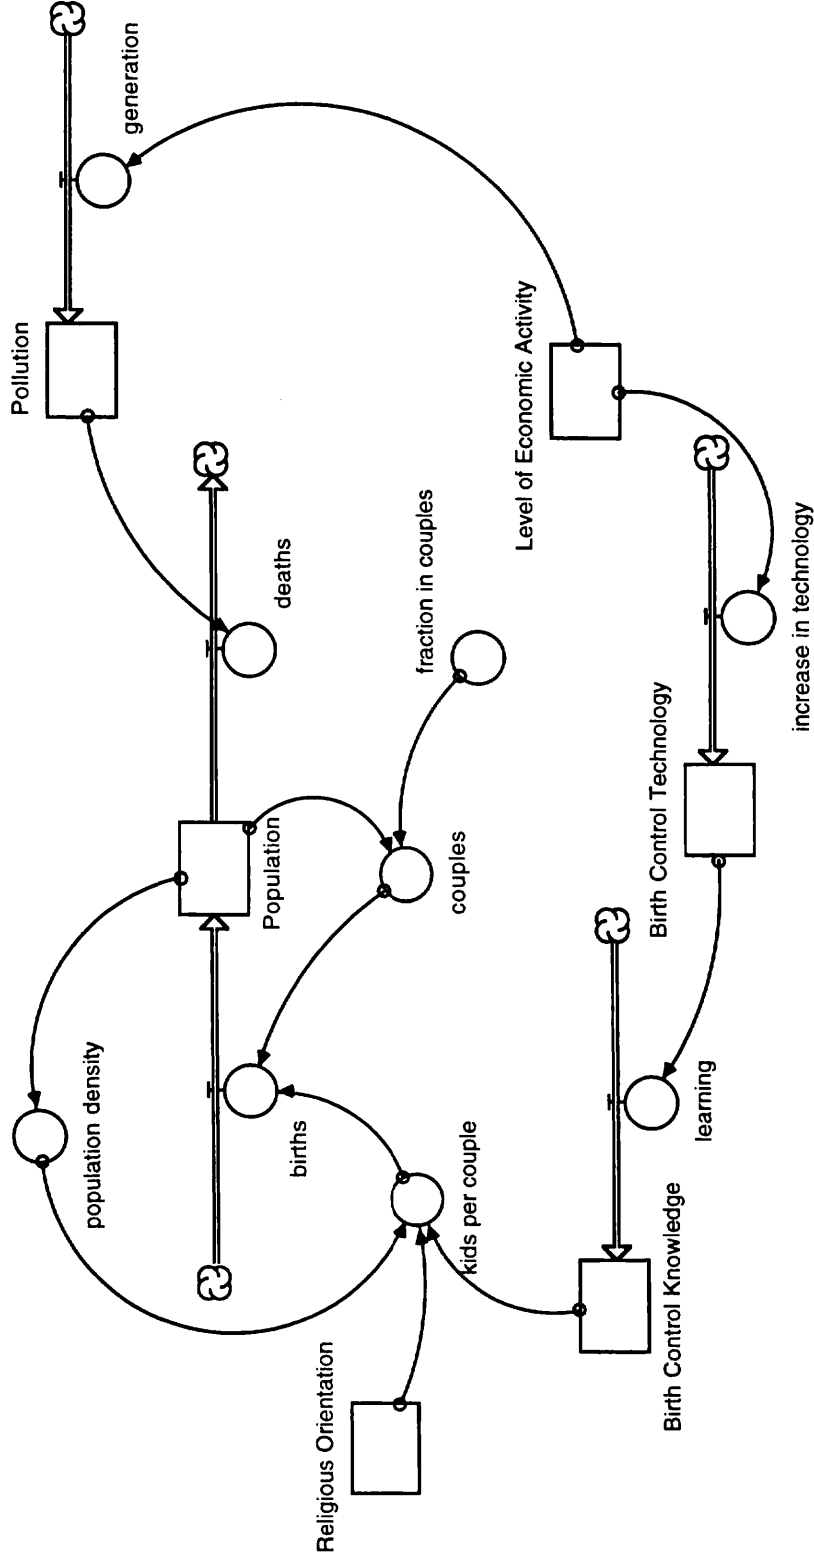 Pollution
generation
deaths
Population
population density
births
couples
fraction in couples
kids per couple
Religious Orientation
Level of Economic Activity
Birth Control Technology
increase in technology
learning
Birth Control Knowledge